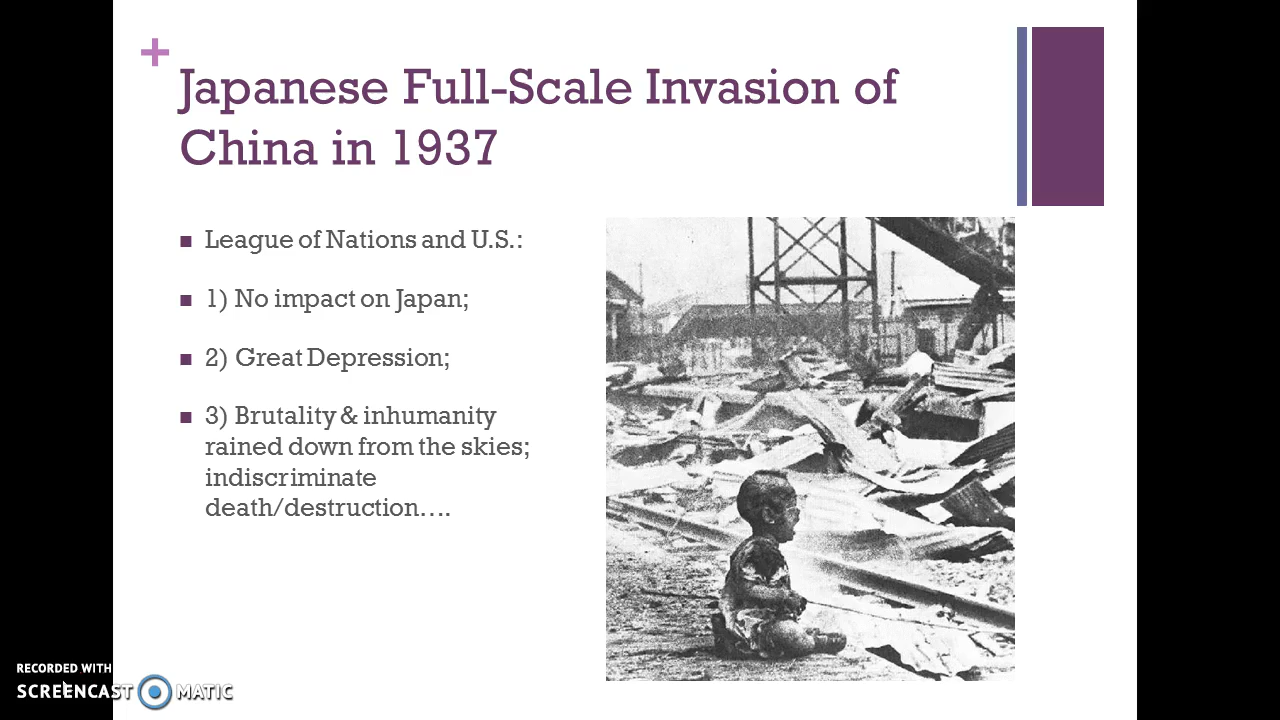 Japanese Full-Scale Invasion of
China in 1937
League of Nations and U.S.:
1) No impact on Japan;
2) Great Depression;
3) Brutality & inhumanity
rained down from the skies;
indiscriminate
death/destruction….
RECORDED WITH
SCREENCAST MATIC